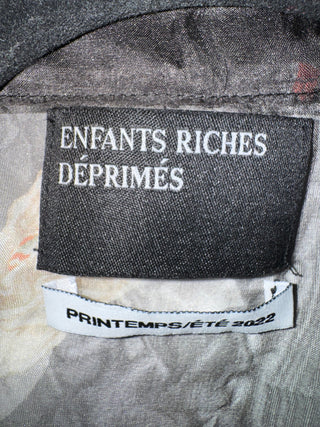 ENFANTS RICHES
DÉPRIMÉS
PRINTEMPS/ÉTÉ 2022